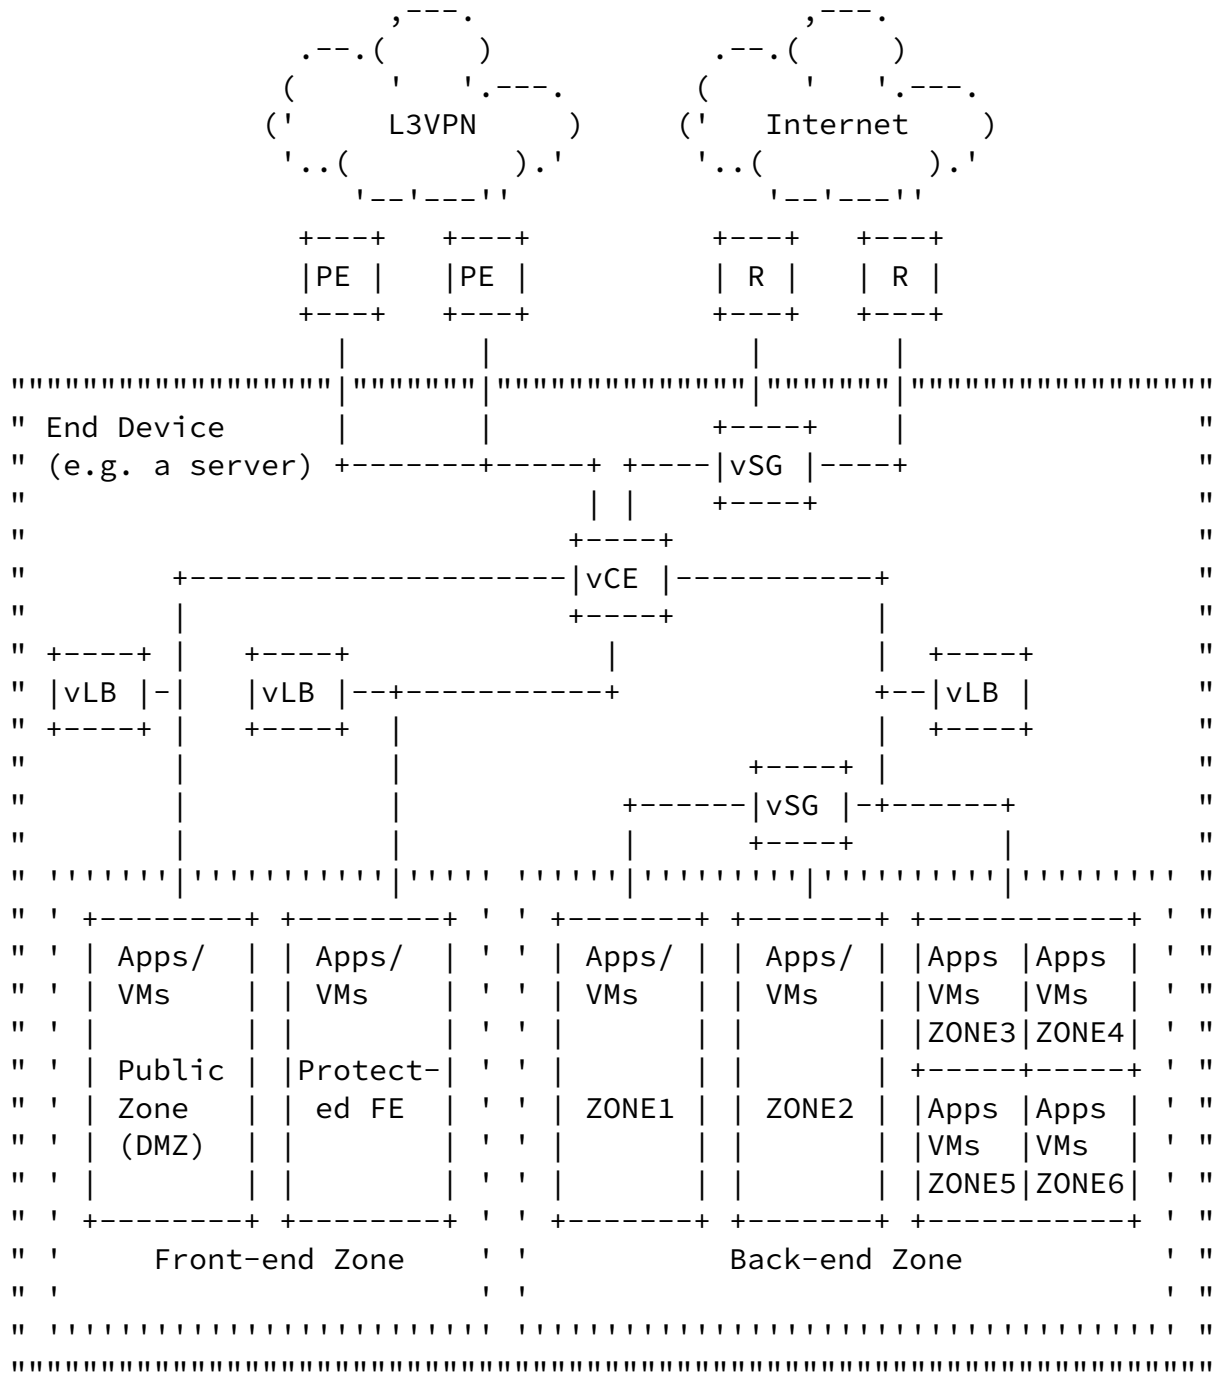 L3VPN Internet
PE PE R R
End Device
(e.g. a server) vSG
vCE
vLB vLB vLB
vSG
Apps/ Apps/ Apps/ Apps/ Apps Apps
VMs VMs VMs VMs VMs VMs
ZONE3 ZONE4
Public Protect-
Zone ed FE ZONE1 ZONE2 Apps Apps
(DMZ) VMs VMs
ZONE5 ZONE6
Front-end Zone Back-end Zone